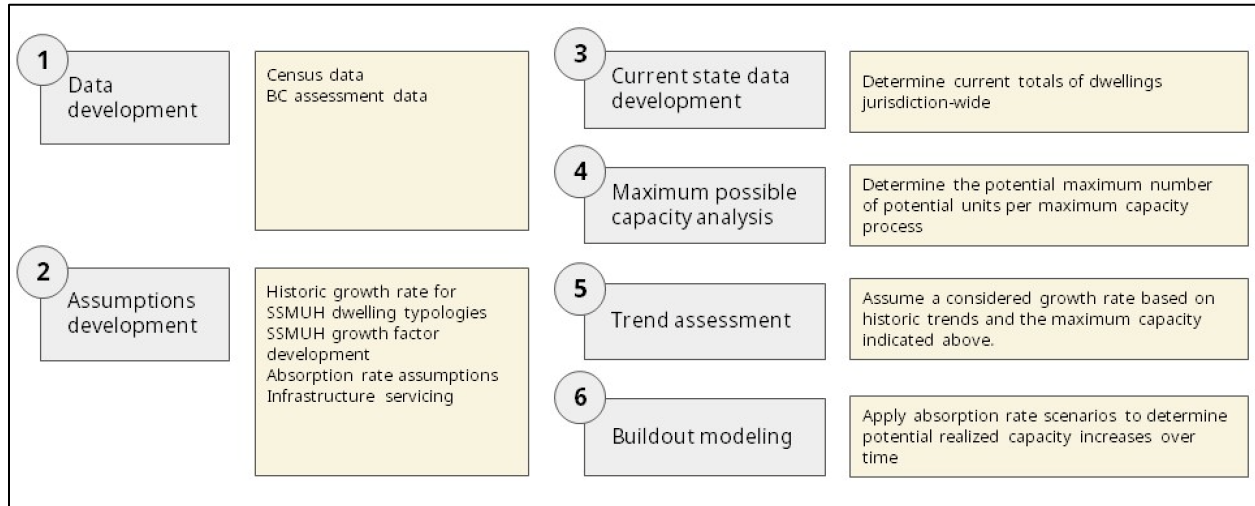 1
Data
development
Census data
BC assessment data
2
Assumptions
development
Historic growth rate for
SSMUH dwelling typologies
SSMUH growth factor
development
Absorption rate assumptions
Infrastructure servicing
3
Current state data
development
Determine current totals of dwellings
jurisdiction-wide
4
Maximum possible
capacity analysis
Determine the potential maximum number
of potential units per maximum capacity
process
5
Trend assessment
Assume a considered growth rate based on
historic trends and the maximum capacity
indicated above.
6
Buildout modeling
Apply absorption rate scenarios to determine
potential realized capacity increases over
time